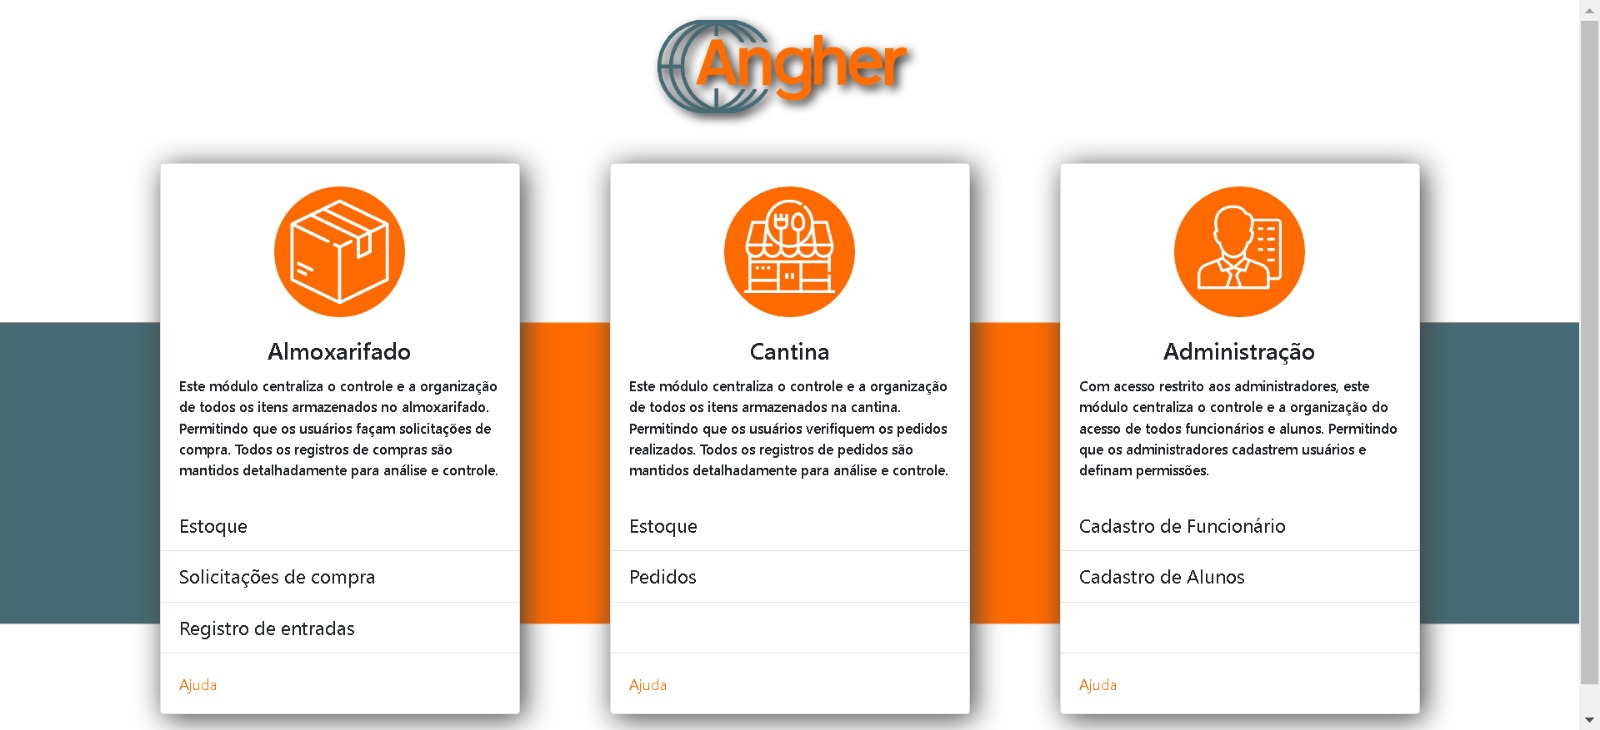 Angher
Almoxarifado
Este módulo centraliza o controle e a organização
de todos os itens armazenados no almoxarifado.
Permitindo que os usuários façam solicitações de
compra. Todos os registros de compras são
mantidos detalhadamente para análise e controle.
Estoque
Solicitações de compra
Registro de entradas
Ajuda
Cantina
Este módulo centraliza o controle e a organização
de todos os itens armazenados na cantina.
Permitindo que os usuários verifiquem os pedidos
realizados. Todos os registros de pedidos são
mantidos detalhadamente para análise e controle.
Estoque
Pedidos
Ajuda
Administração
Com acesso restrito aos administradores, este
módulo centraliza o controle e a organização do
acesso de todos funcionários e alunos. Permitindo
que os administradores cadastrem usuários e
definam permissões.
Cadastro de Funcionário
Cadastro de Alunos
Ajuda